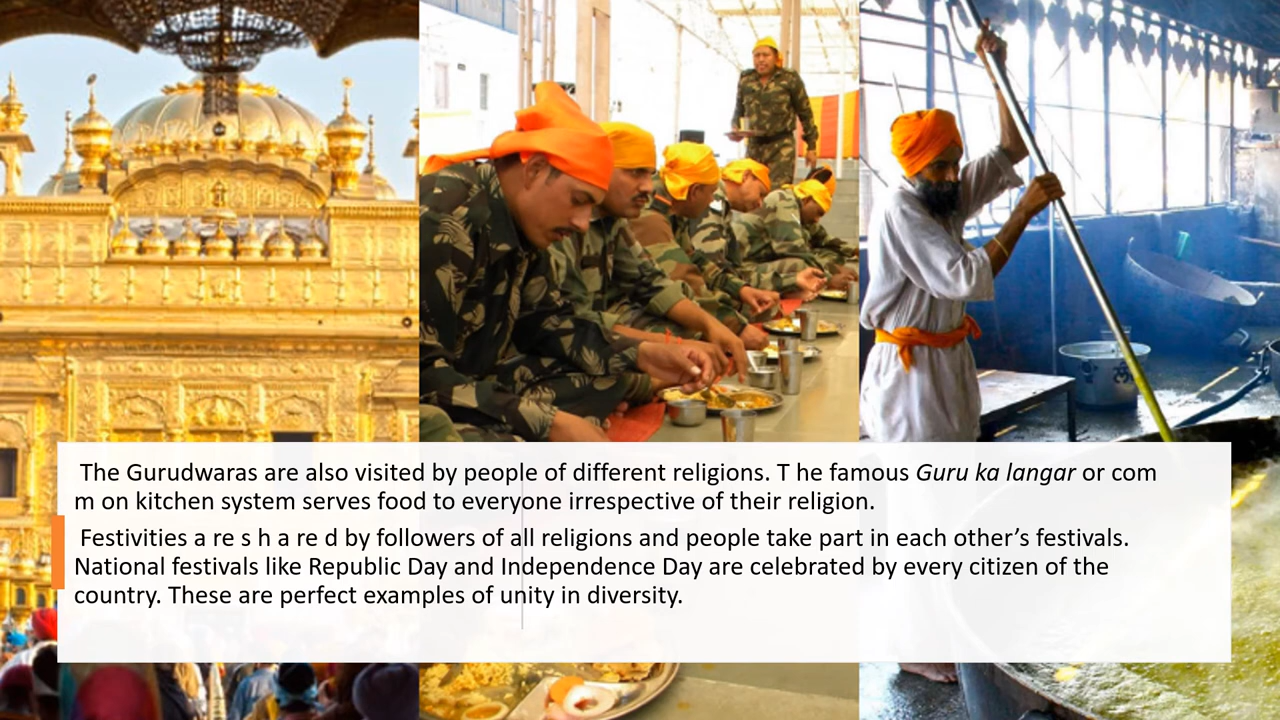 The Gurudwaras are also visited by people of different religions. T he famous Guru ka langar or com
m on kitchen system serves food to everyone irrespective of their religion.
Festivities a re s h a re d by followers of all religions and people take part in each other’s festivals.
National festivals like Republic Day and Independence Day are celebrated by every citizen of the
country. These are perfect examples of unity in diversity.